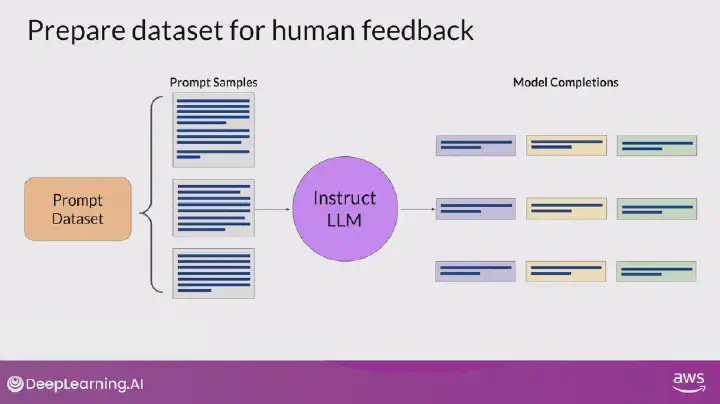 Prepare dataset for human feedback
Prompt Samples
Model Completions
Prompt
Dataset
Instruct
LLM
DeepLearning.AI
aws